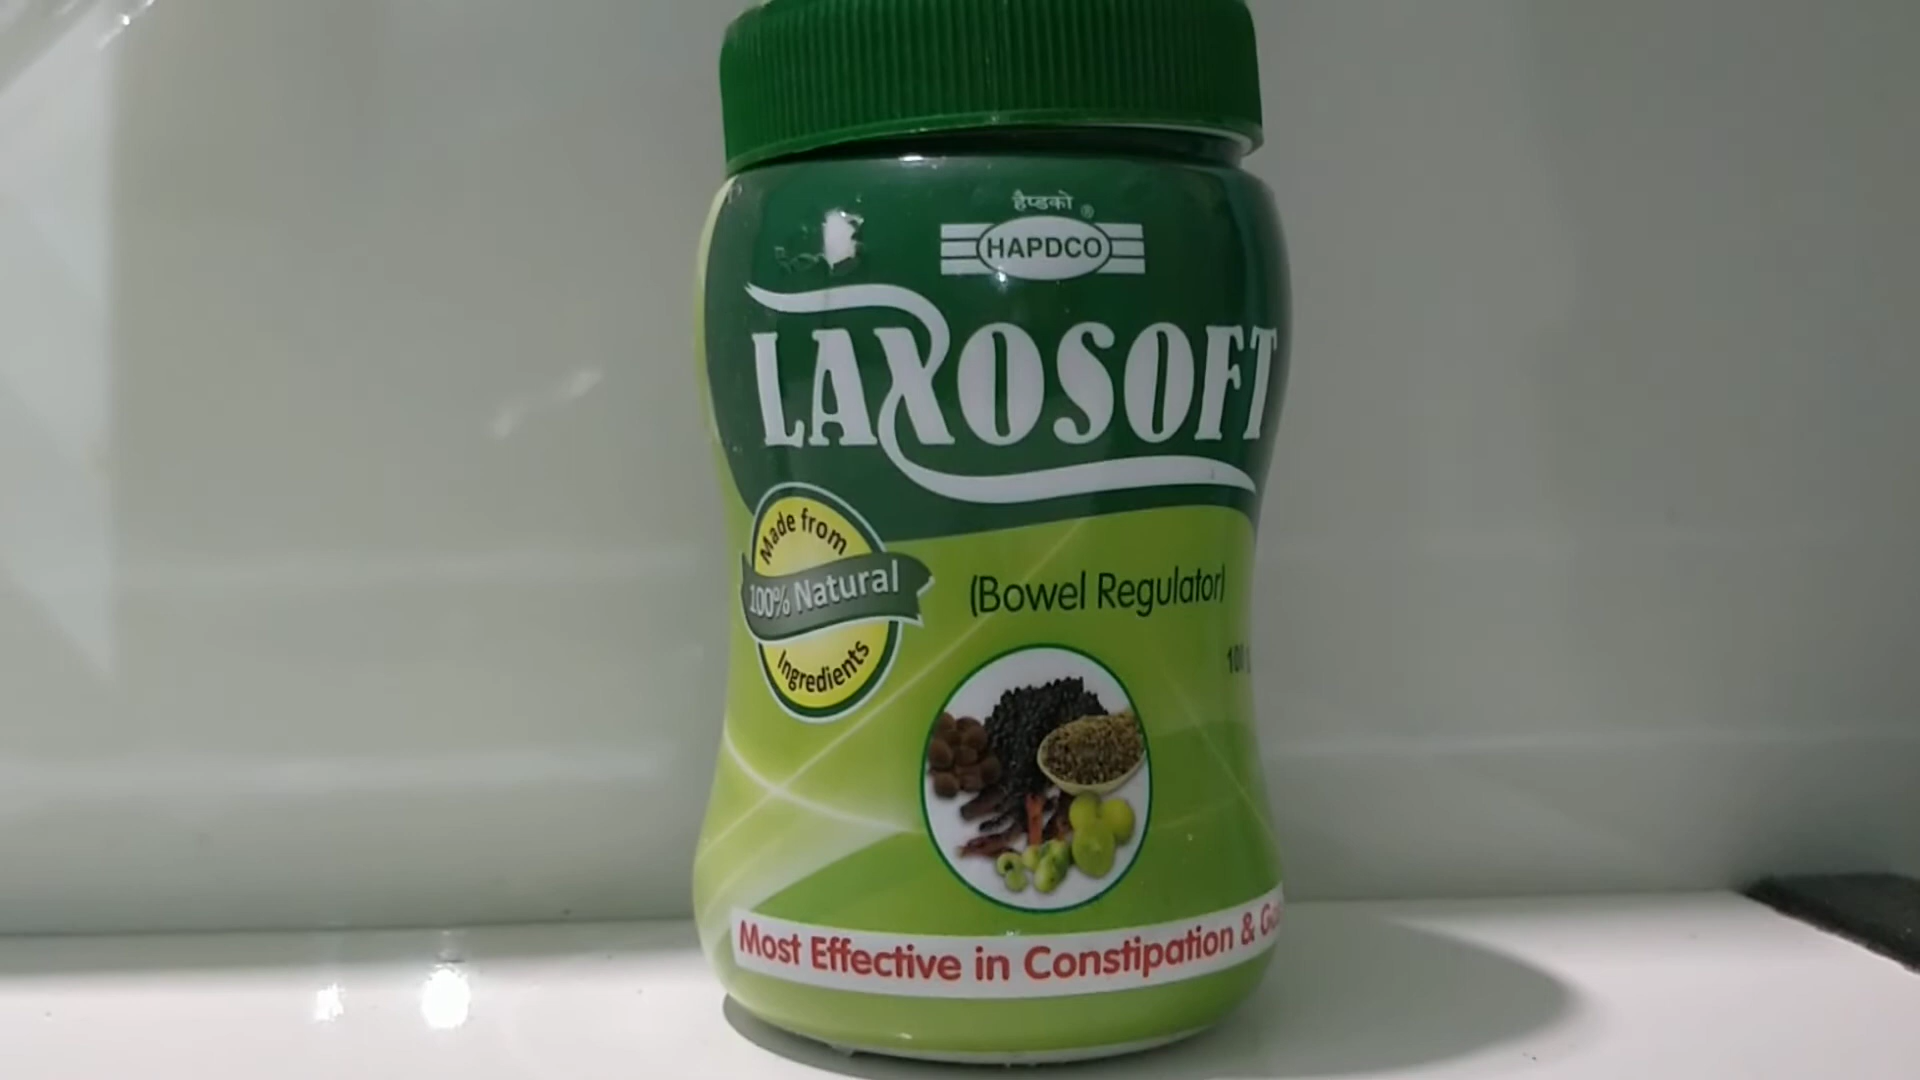 हैप्डको
HAPDCO
LAXOSOFT
Made from
100% Natural
Ingredients
(Bowel Regulator)
Most Effective in Constipation &